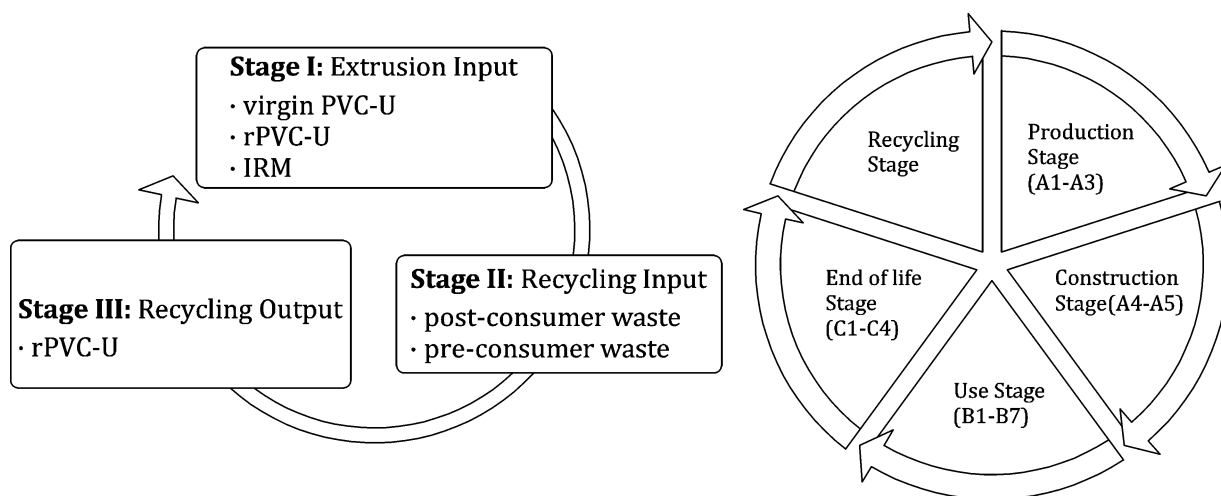 Stage I: Extrusion Input
· virgin PVC-U
· rPVC-U
· IRM
Stage II: Recycling Input
· post-consumer waste
· pre-consumer waste
Stage III: Recycling Output
· rPVC-U
Recycling
Stage
Production
Stage
(A1-A3)
Construction
Stage(A4-A5)
Use Stage
(B1-B7)
End of life
Stage
(C1-C4)